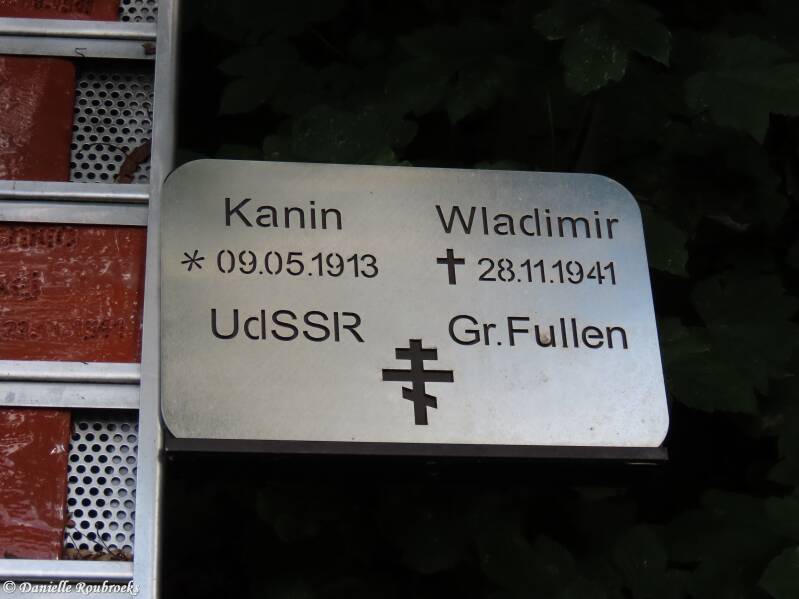 Kanin Wladimir
* 09.05.1913 ✝ 28.11.1941
UdSSR Gr.Fullen
© Danielle Roubroeks